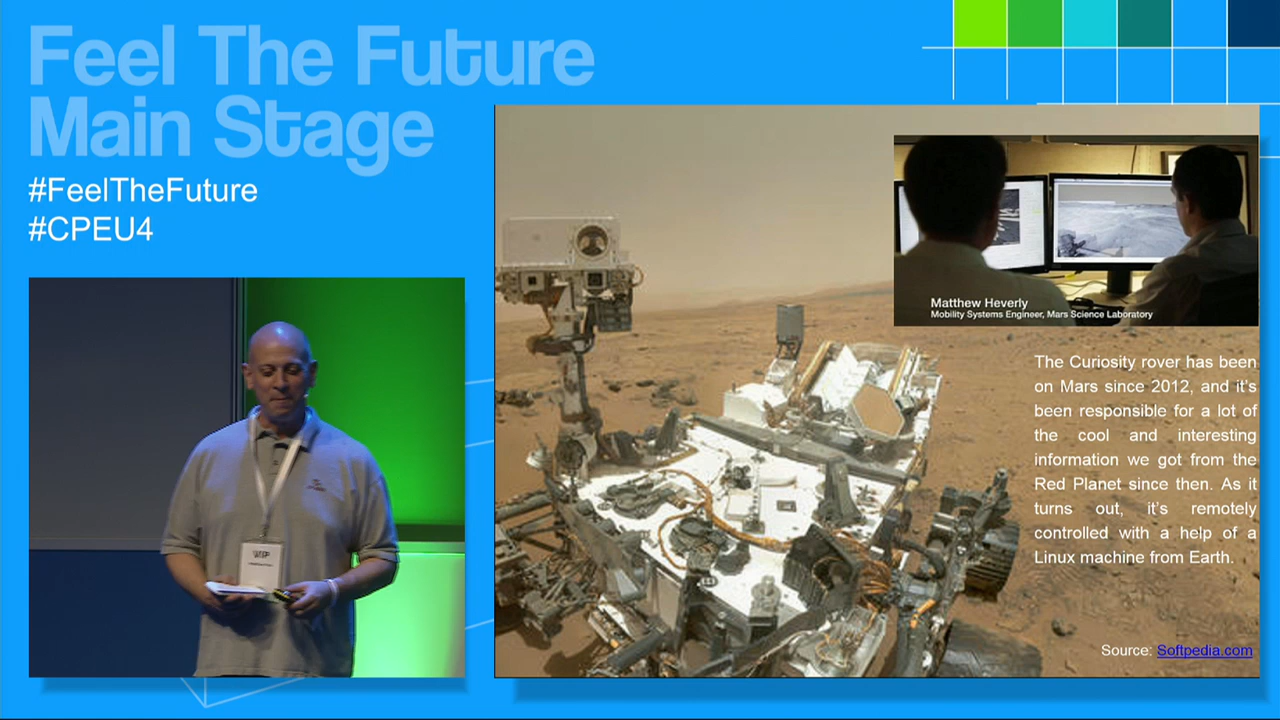 Feel The Future
Main Stage
#FeelTheFuture
#CPEU4
Matthew Heverly
Mobility Systems Engineer, Mars Science Laboratory
The Curiosity rover has been
on Mars since 2012, and it's
been responsible for a lot of
the cool and interesting
information we got from the
Red Planet since then. As it
turns out, it's remotely
controlled with a help of a
Linux machine from Earth.
Source: Softpedia.com
VIP